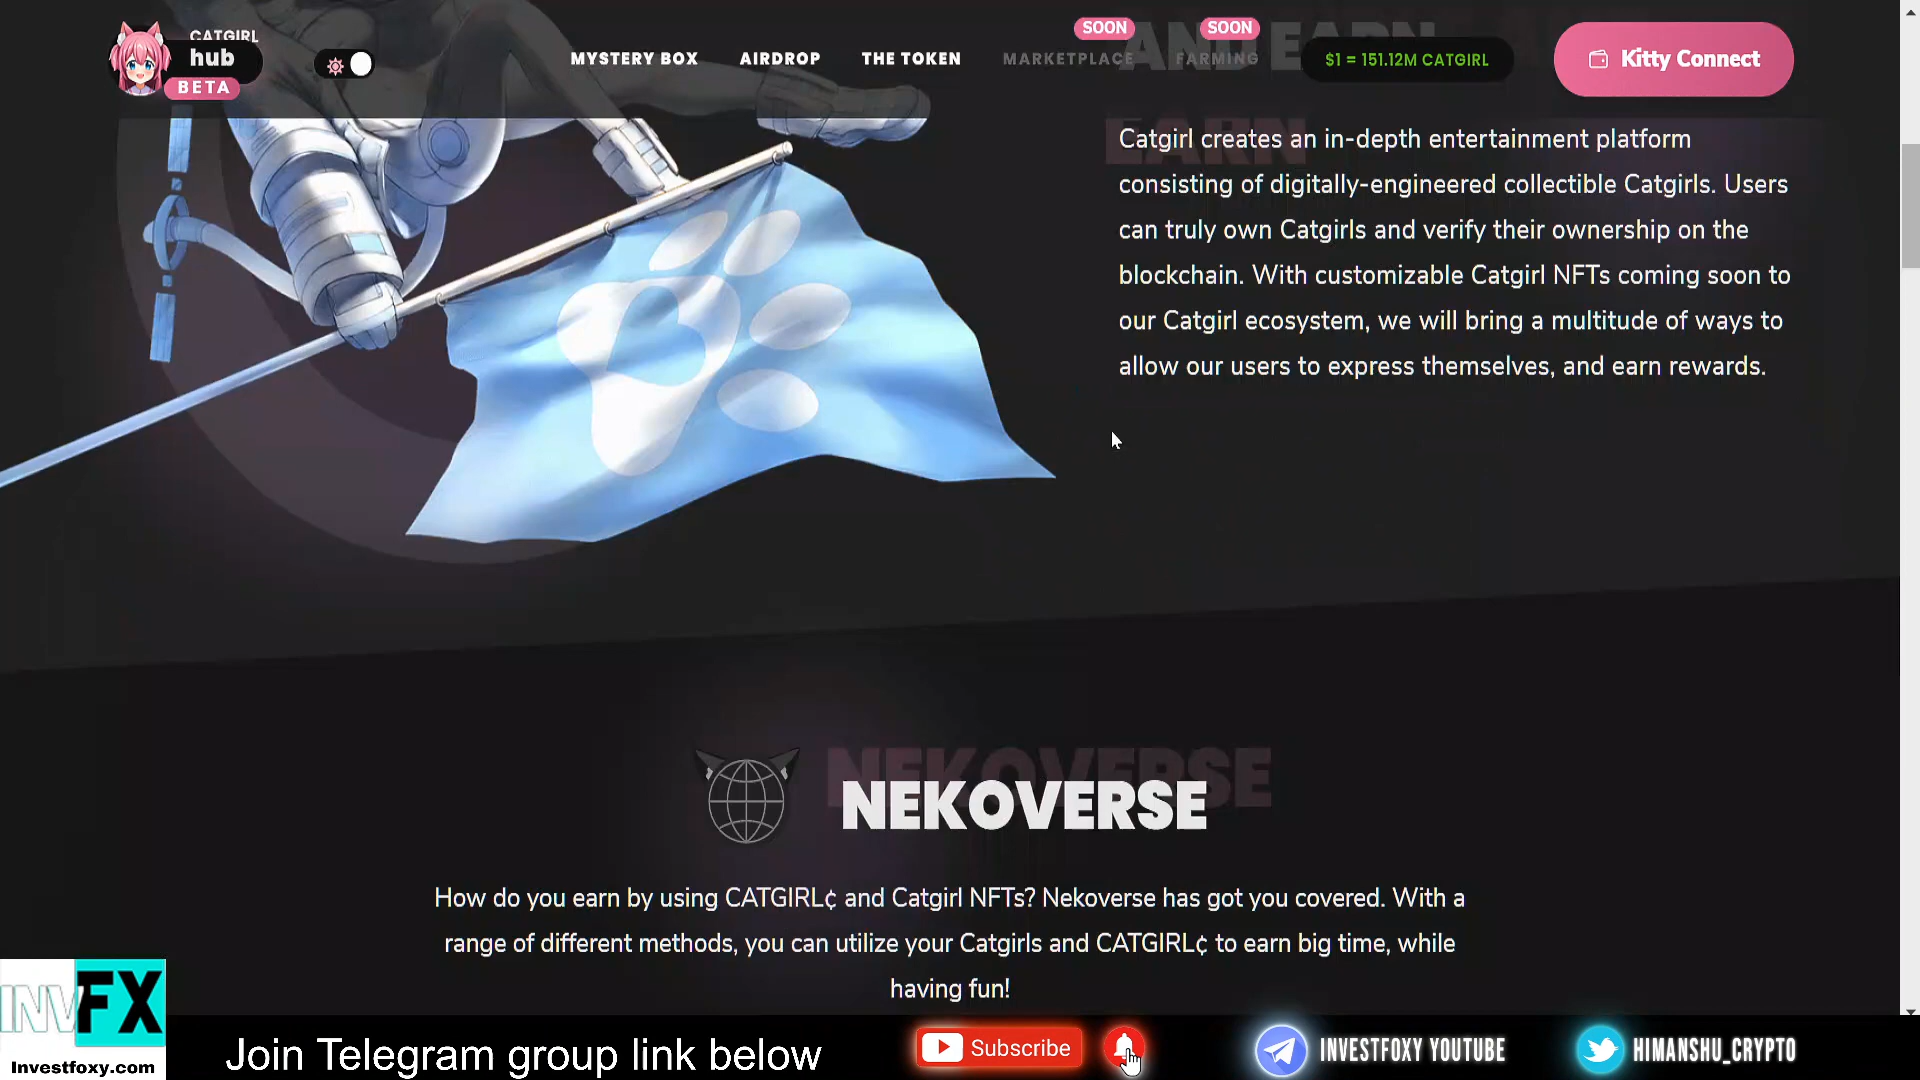 CATGIRL
hub
BETA
MYSTERY BOX
AIRDROP
THE TOKEN
SOON
MARKETPLACE
SOON
FARMING
$1 = 151.12M CATGIRL
Kitty Connect
AND EARN
EARN
Catgirl creates an in-depth entertainment platform
consisting of digitally-engineered collectible Catgirls. Users
can truly own Catgirls and verify their ownership on the
blockchain. With customizable Catgirl NFTs coming soon to
our Catgirl ecosystem, we will bring a multitude of ways to
allow our users to express themselves, and earn rewards.
NEKOVERSE
NEKOVERSE
How do you earn by using CATGIRL¢ and Catgirl NFTs? Nekoverse has got you covered. With a
range of different methods, you can utilize your Catgirls and CATGIRL¢ to earn big time, while
having fun!
INVFX
Investfoxy.com
Join Telegram group link below
Subscribe
INVESTFOXY YOUTUBE
HIMANSHU_CRYPTO